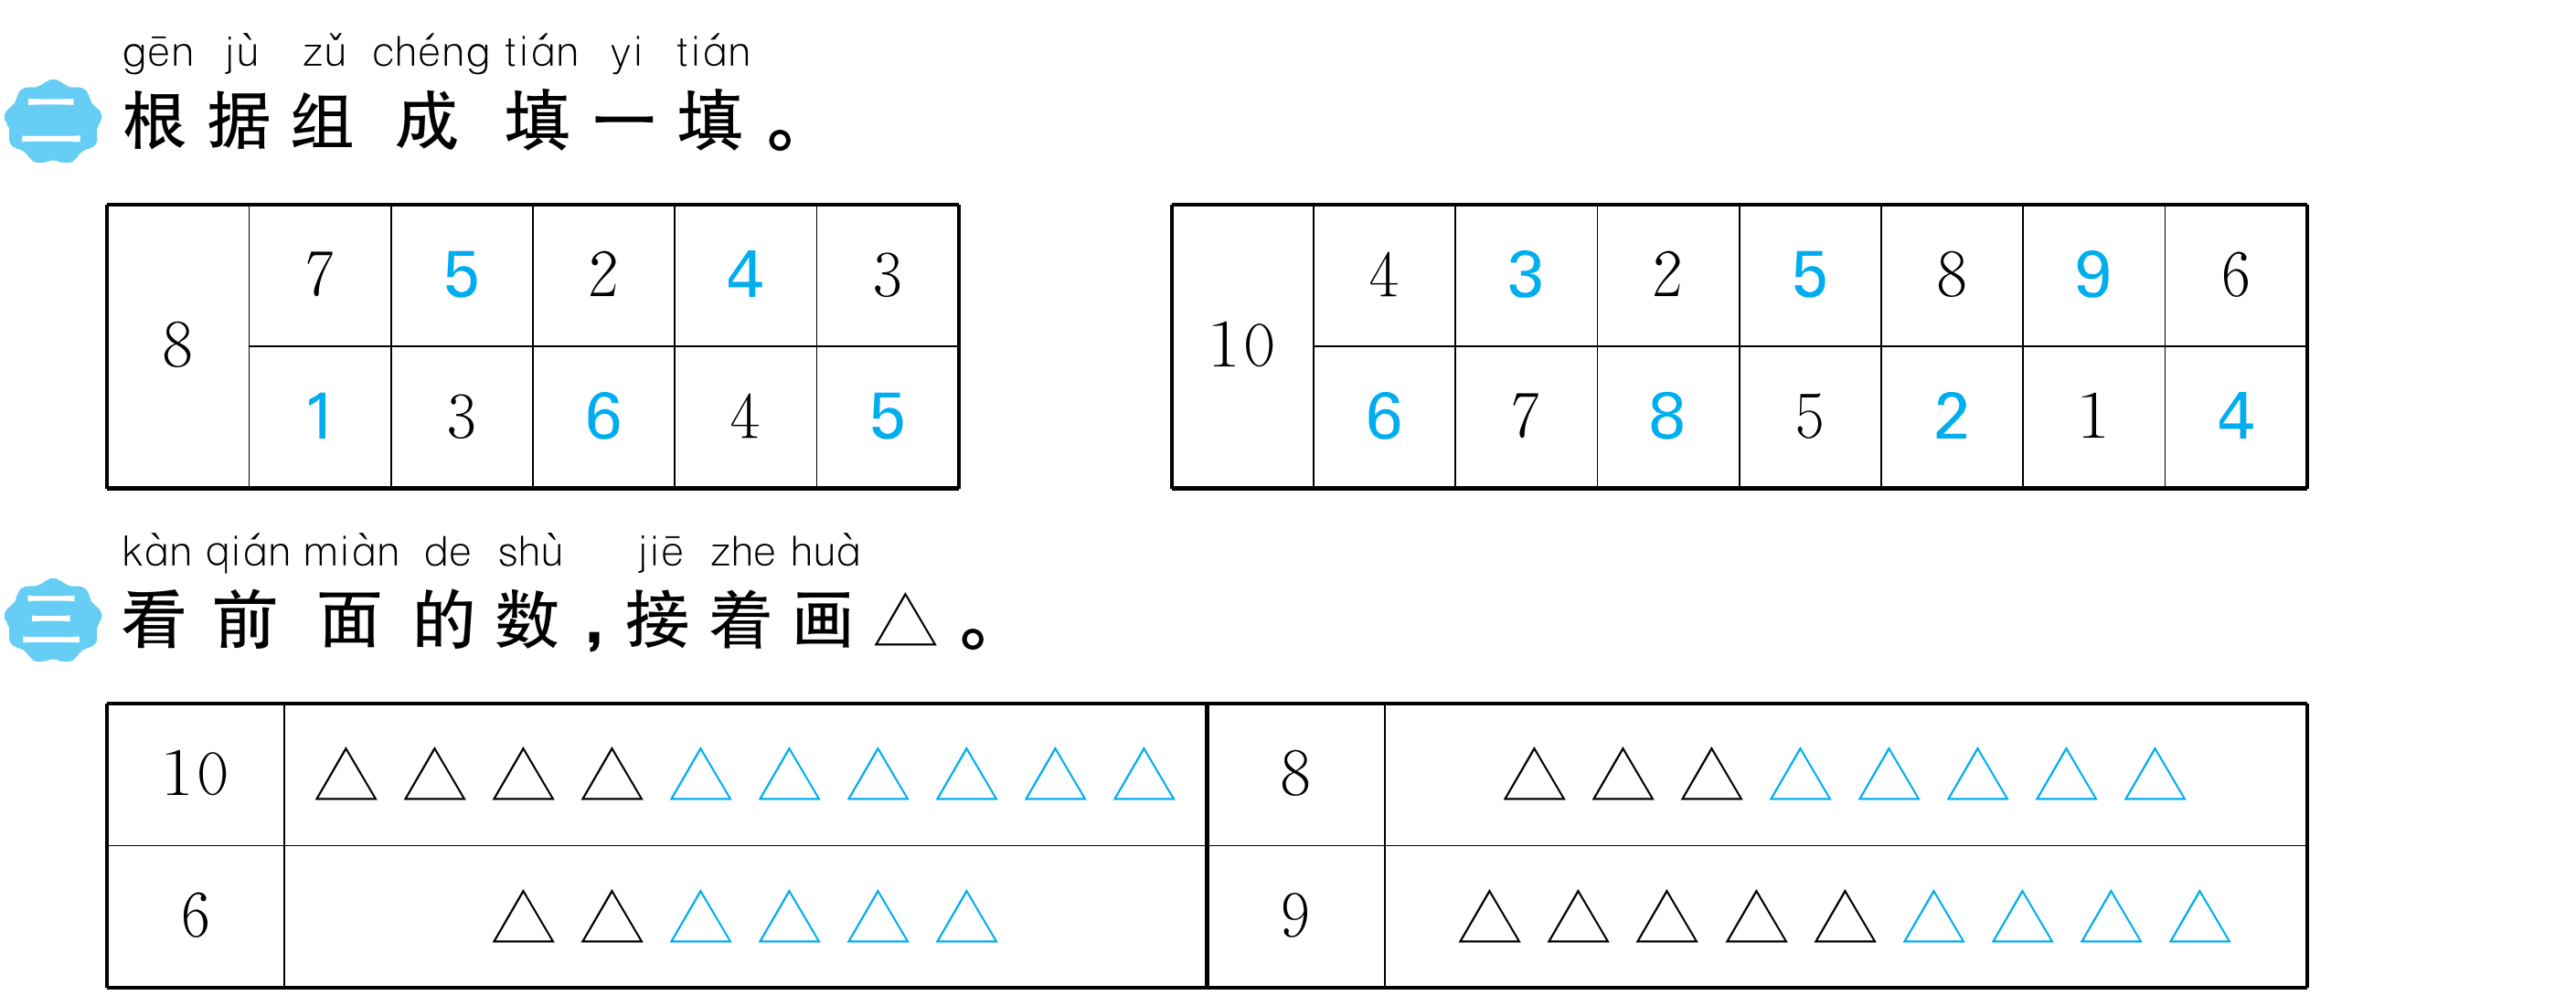 gēn jù zǔ chéng tián yi tián
二 根据组成填一填。
8 7 5 2 4 3
1 3 6 4 5
10 4 3 2 5 8 9 6
6 7 8 5 2 1 4
kàn qián miàn de shù jiē zhe huà
三 看前面的数,接着画△。
10 △△△△△△△△△△ 8 △△△△△△△△
6 △△△△△△ 9 △△△△△△△△△